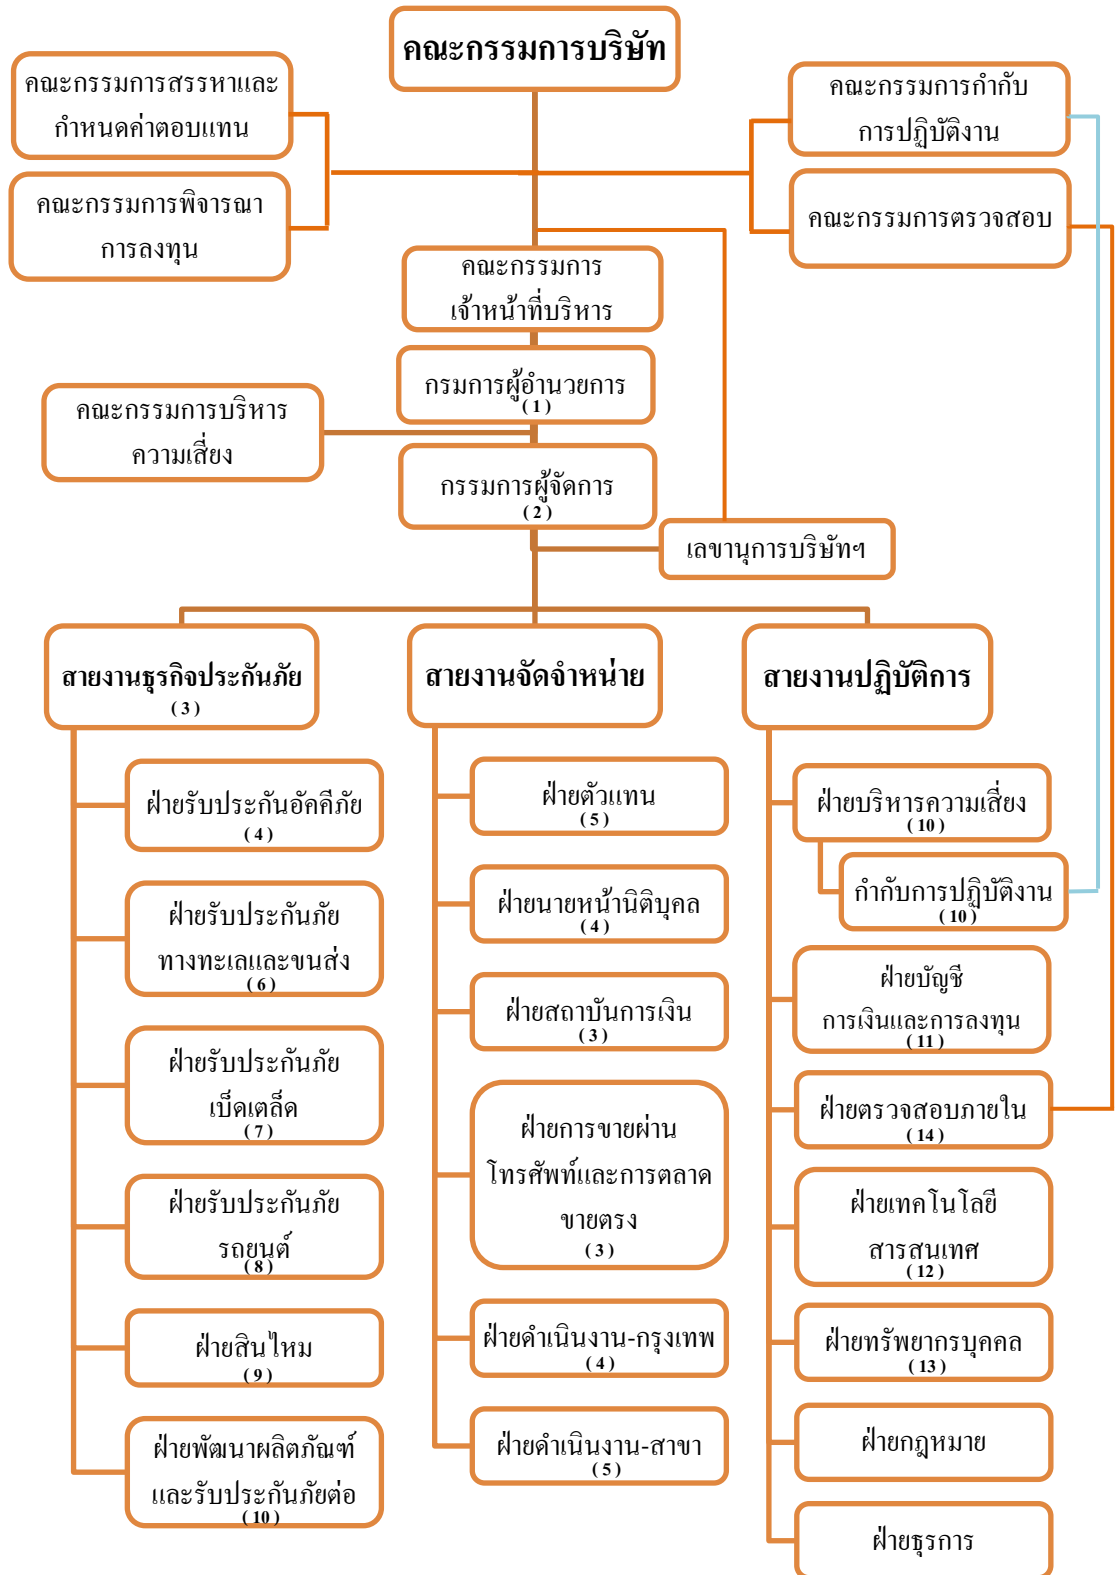 คณะกรรมการบริษัท
คณะกรรมการสรรหาและ
กำหนดค่าตอบแทน
คณะกรรมการพิจารณา
การลงทุน
คณะกรรมการกำกับ
การปฏิบัติงาน
คณะกรรมการตรวจสอบ
คณะกรรมการ
เจ้าหน้าที่บริหาร
กรมการผู้อำนวยการ
( 1 )
คณะกรรมการบริหาร
ความเสี่ยง
กรรมการผู้จัดการ
( 2 )
เลขานุการบริษัทฯ
สายงานธุรกิจประกันภัย
( 3 )
ฝ่ายรับประกันอัคคีภัย
( 4 )
ฝ่ายรับประกันภัย
ทางทะเลและขนส่ง
( 6 )
ฝ่ายรับประกันภัย
เบ็ดเตล็ด
( 7 )
ฝ่ายรับประกันภัย
รถยนต์
( 8 )
ฝ่ายสินไหม
( 9 )
ฝ่ายพัฒนาผลิตภัณฑ์
และรับประกันภัยต่อ
( 10 )
สายงานจัดจำหน่าย
ฝ่ายตัวแทน
( 5 )
ฝ่ายนายหน้านิติบุคล
( 4 )
ฝ่ายสถาบันการเงิน
( 3 )
ฝ่ายการขายผ่าน
โทรศัพท์และการตลาด
ขายตรง
( 3 )
ฝ่ายดำเนินงาน-กรุงเทพ
( 4 )
ฝ่ายดำเนินงาน-สาขา
( 5 )
สายงานปฏิบัติการ
ฝ่ายบริหารความเสี่ยง
( 10 )
กำกับการปฏิบัติงาน
( 10 )
ฝ่ายบัญชี
การเงินและการลงทุน
( 11 )
ฝ่ายตรวจสอบภายใน
( 14 )
ฝ่ายเทคโนโลยี
สารสนเทศ
( 12 )
ฝ่ายทรัพยากรบุคคล
( 13 )
ฝ่ายกฎหมาย
ฝ่ายธุรการ